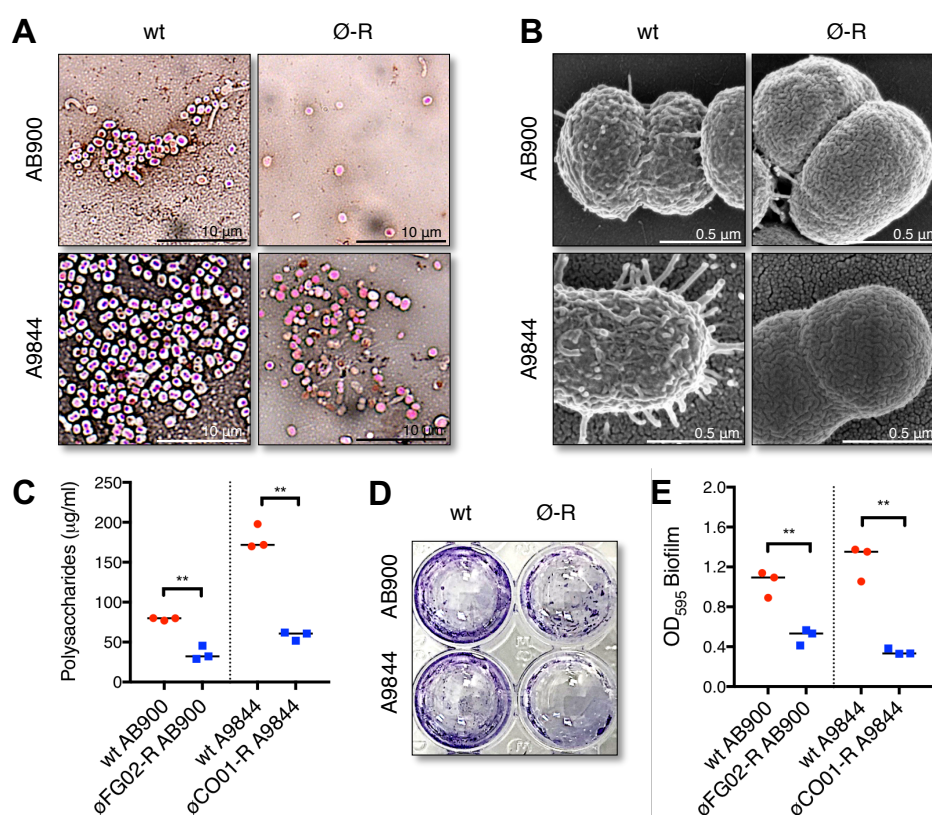 A
wt
Ø-R
AB900
10 µm
10 µm
A9844
10 µm
10 µm
B
wt
Ø-R
AB900
0.5 µm
0.5 µm
A9844
0.5 µm
0.5 µm
C
Polysaccharides (µg/ml)
250
200
150
100
50
0
**
**
wt AB900
øFG02-R AB900
wt A9844
øCO01-R A9844
D
wt
Ø-R
AB900
A9844
E
OD595 Biofilm
2.0
1.6
1.2
0.8
0.4
0.0
**
**
wt AB900
øFG02-R AB900
wt A9844
øCO01-R A9844